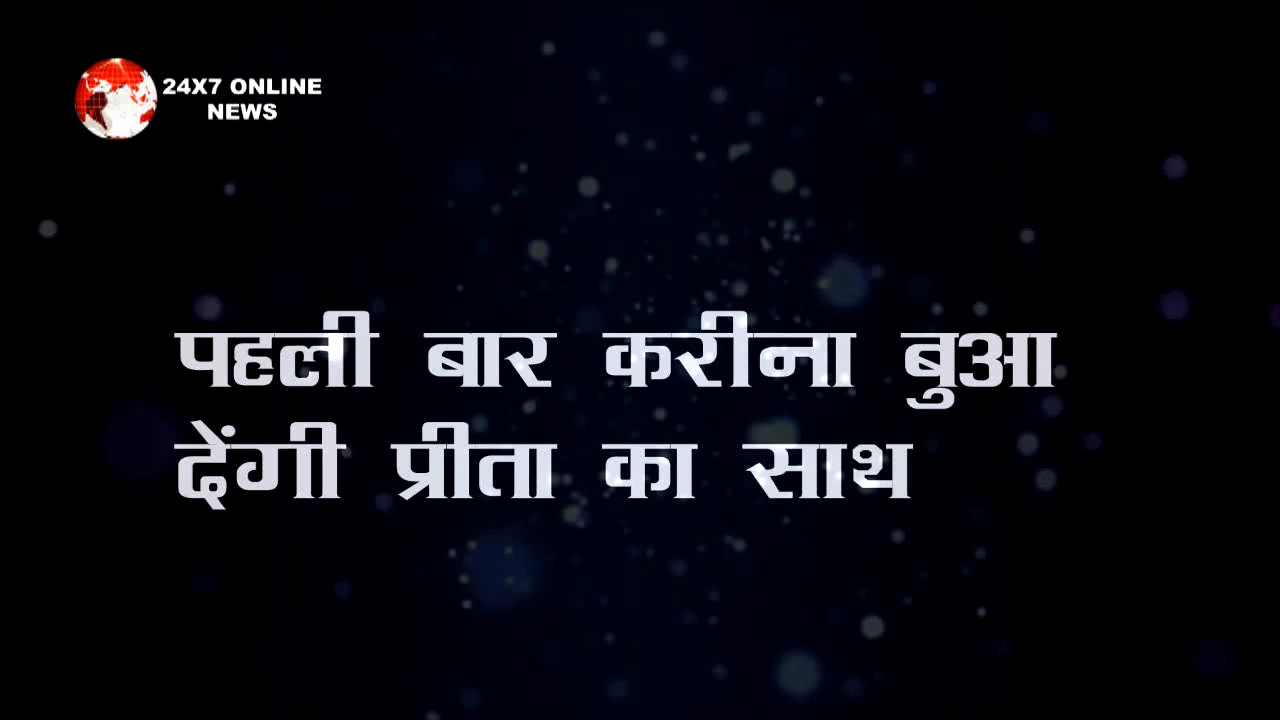 24X7 ONLINE
NEWS
पहली बार करीना बुआ
देंगी प्रीता का साथ